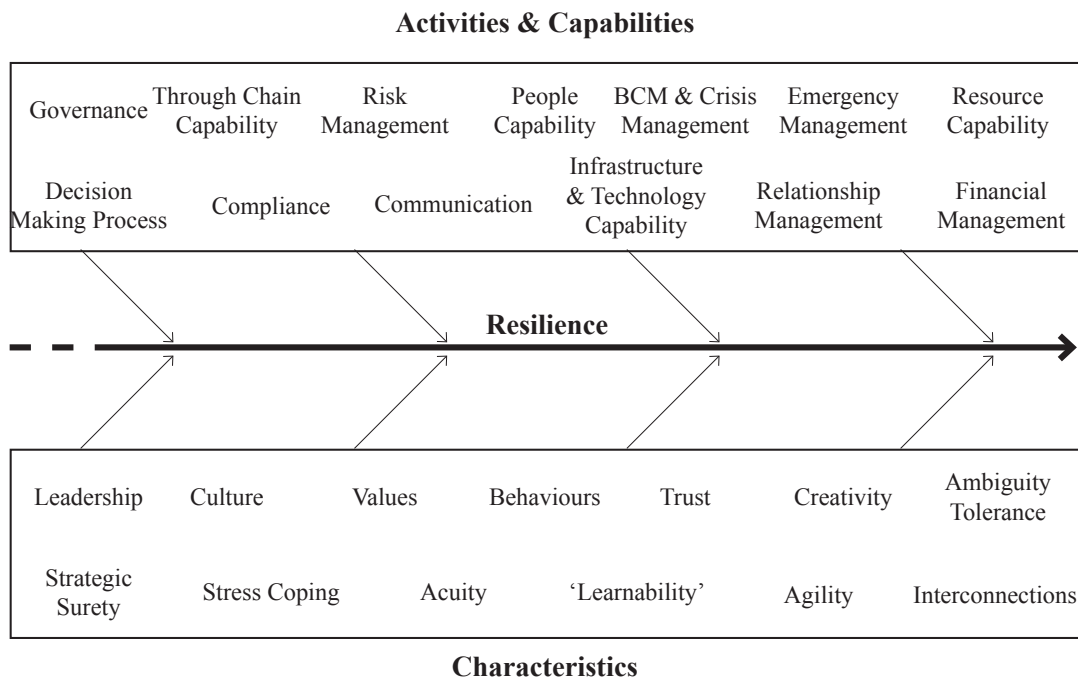 Activities & Capabilities
Governance
Through Chain
Capability
Risk
Management
People
Capability
BCM & Crisis
Management
Emergency
Management
Resource
Capability
Decision
Making Process
Compliance
Communication
Infrastructure
& Technology
Capability
Relationship
Management
Financial
Management
Resilience
Leadership
Culture
Values
Behaviours
Trust
Creativity
Ambiguity
Tolerance
Strategic
Surety
Stress Coping
Acuity
‘Learnability’
Agility
Interconnections
Characteristics